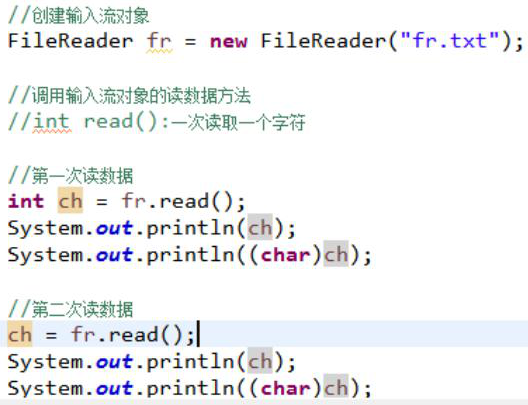 //创建输入流对象
FileReader fr = new FileReader("fr.txt");
//调用输入流对象的读数据方法
//int read():一次读取一个字符
//第一次读数据
int ch = fr.read();
System.out.println(ch);
System.out.println((char)ch);
//第二次读数据
ch = fr.read();
System.out.println(ch);
System.out.println((char)ch);